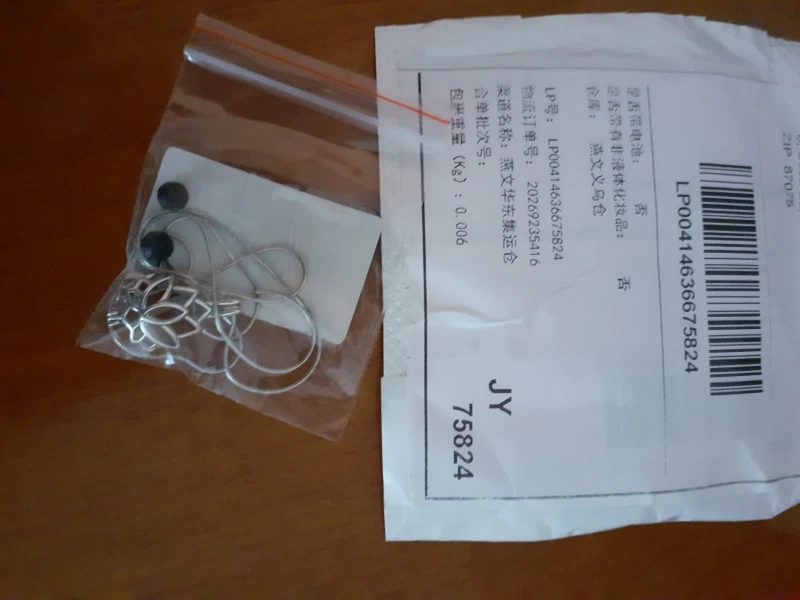 ZIP 87075
LP00414636675824
是否带电池: 否
是否带有非液体化妆品: 否
仓库: 燕文义乌仓
LP号: LP00414636675824
物流订单号: 20269235416
渠道名称: 燕文华东集运仓
合单批次号:
包裹重量 (Kg) : 0.006
JY
75824